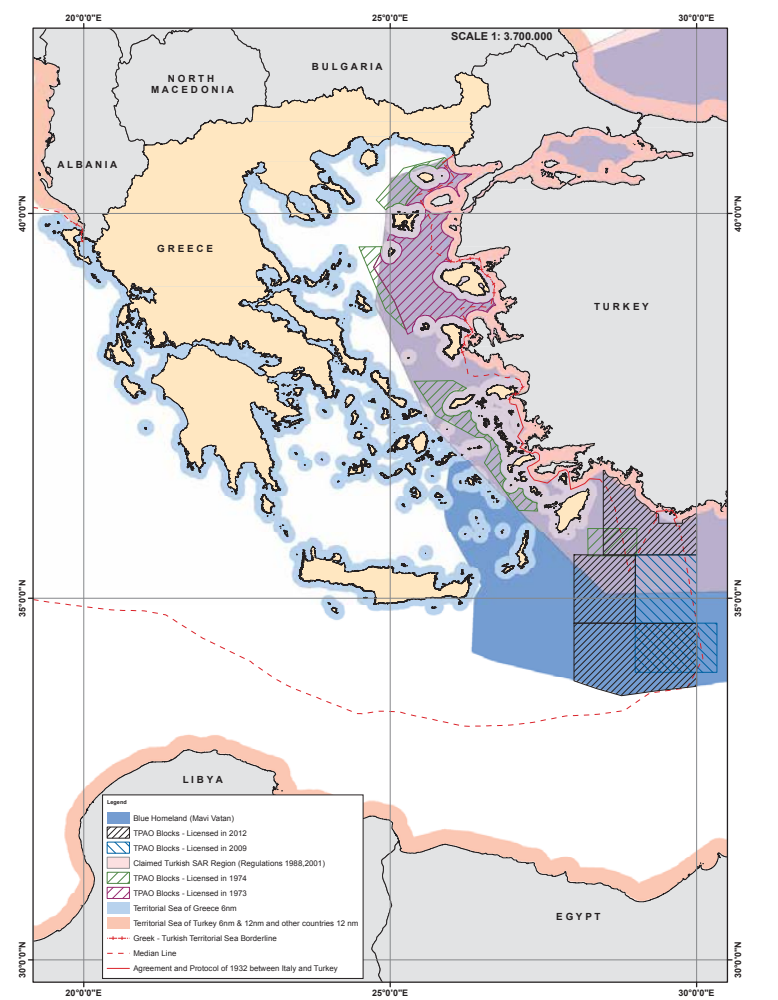 20°0'0"E 25°0'0"E 30°0'0"E
SCALE 1: 3.700.000
BULGARIA
NORTH
MACEDONIA
ALBANIA
40°0'0"N 40°0'0"N
GREECE
TURKEY
35°0'0"N 35°0'0"N
LIBYA
Legend
Blue Homeland (Mavi Vatan)
TPAO Blocks - Licensed in 2012
TPAO Blocks - Licensed in 2009
Claimed Turkish SAR Region (Regulations 1988,2001)
TPAO Blocks - Licensed in 1974
TPAO Blocks - Licensed in 1973
Territorial Sea of Greece 6nm
Territorial Sea of Turkey 6nm & 12nm and other countries 12 nm
Greek - Turkish Territorial Sea Borderline
Median Line
Agreement and Protocol of 1932 between Italy and Turkey
EGYPT
30°0'0"N 30°0'0"N
20°0'0"E 25°0'0"E 30°0'0"E